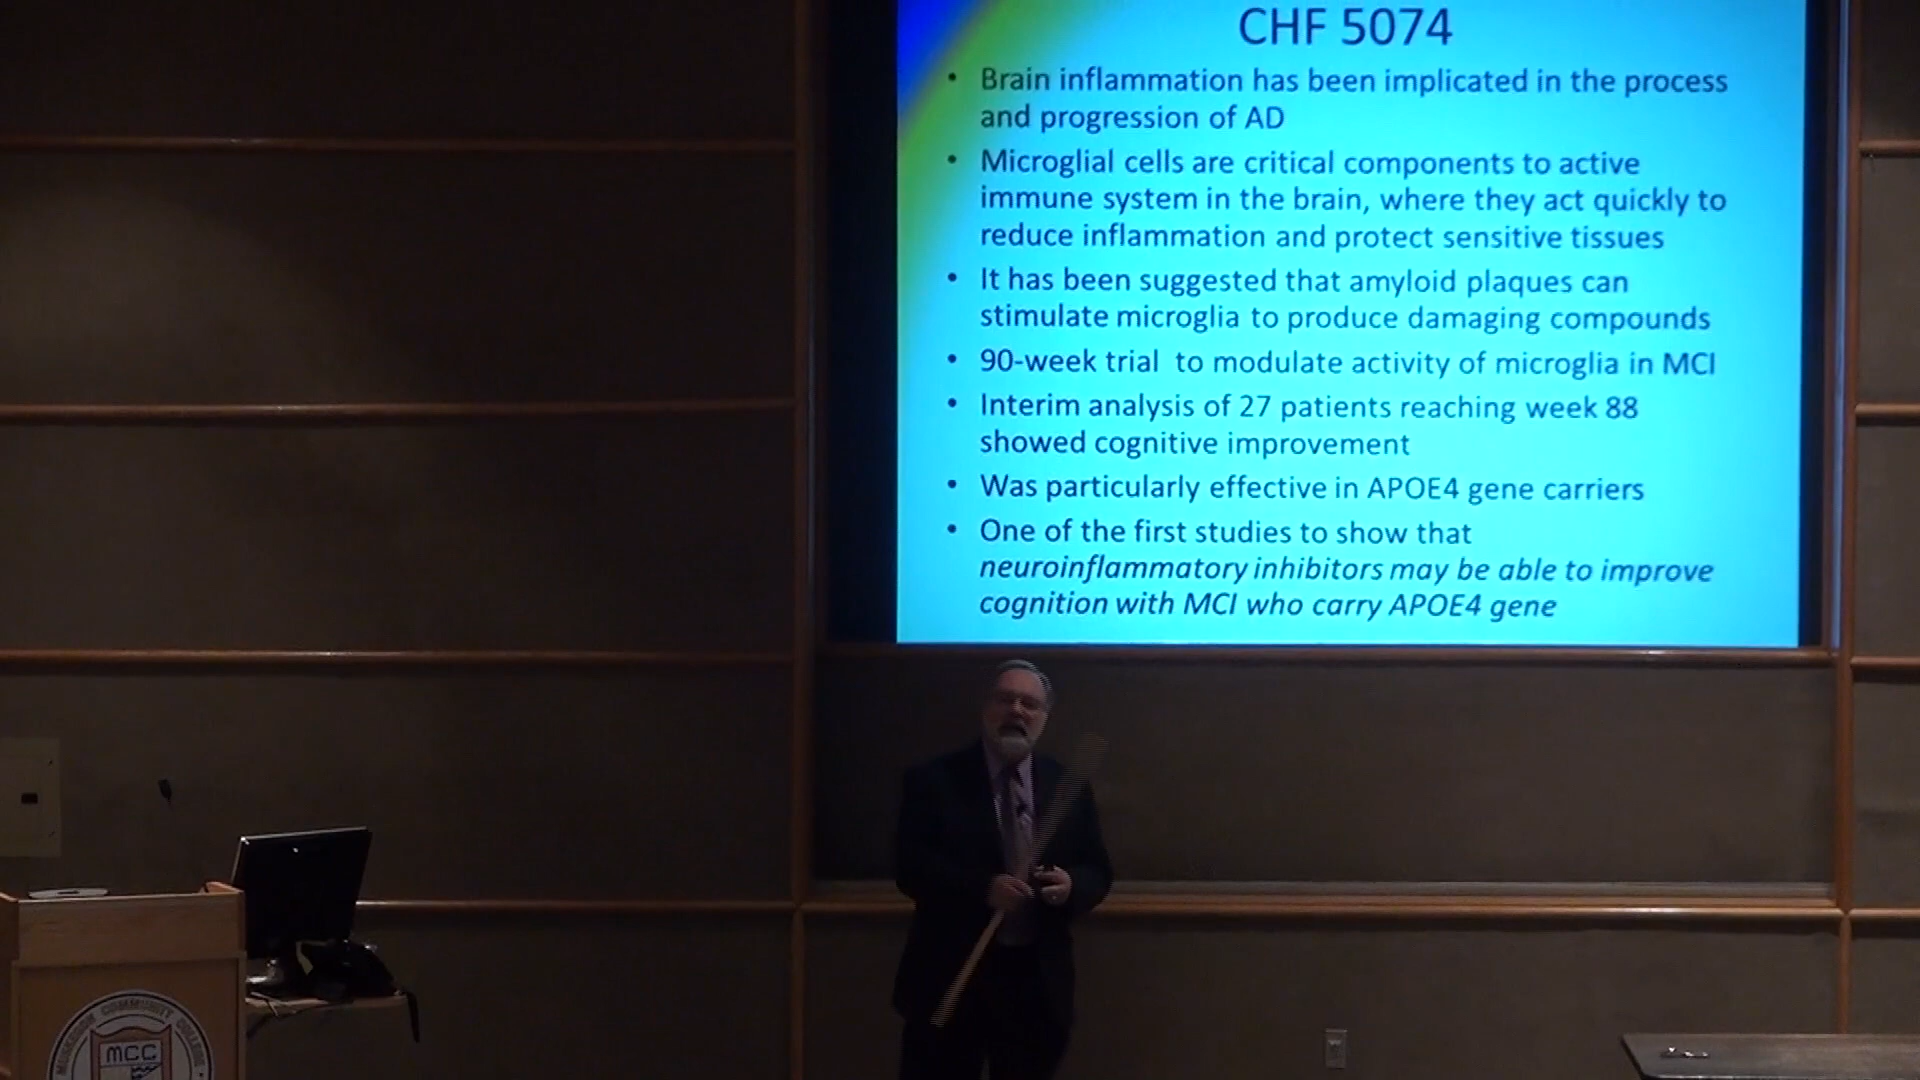 CHF 5074
• Brain inflammation has been implicated in the process
and progression of AD
• Microglial cells are critical components to active
immune system in the brain, where they act quickly to
reduce inflammation and protect sensitive tissues
• It has been suggested that amyloid plaques can
stimulate microglia to produce damaging compounds
• 90-week trial to modulate activity of microglia in MCI
• Interim analysis of 27 patients reaching week 88
showed cognitive improvement
• Was particularly effective in APOE4 gene carriers
• One of the first studies to show that
neuroinflammatory inhibitors may be able to improve
cognition with MCI who carry APOE4 gene
MUSKEGON COMMUNITY COLLEGE
MCC